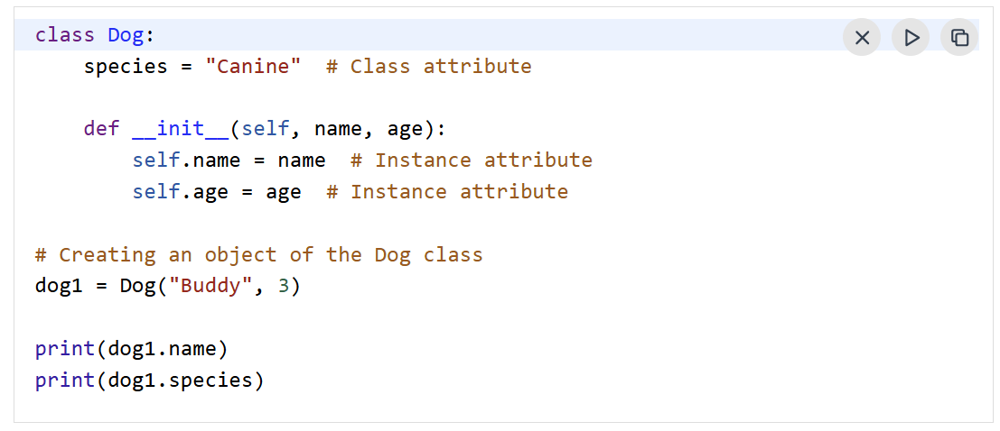 class Dog:
    species = "Canine"  # Class attribute

    def __init__(self, name, age):
        self.name = name  # Instance attribute
        self.age = age  # Instance attribute

# Creating an object of the Dog class
dog1 = Dog("Buddy", 3)

print(dog1.name)
print(dog1.species)